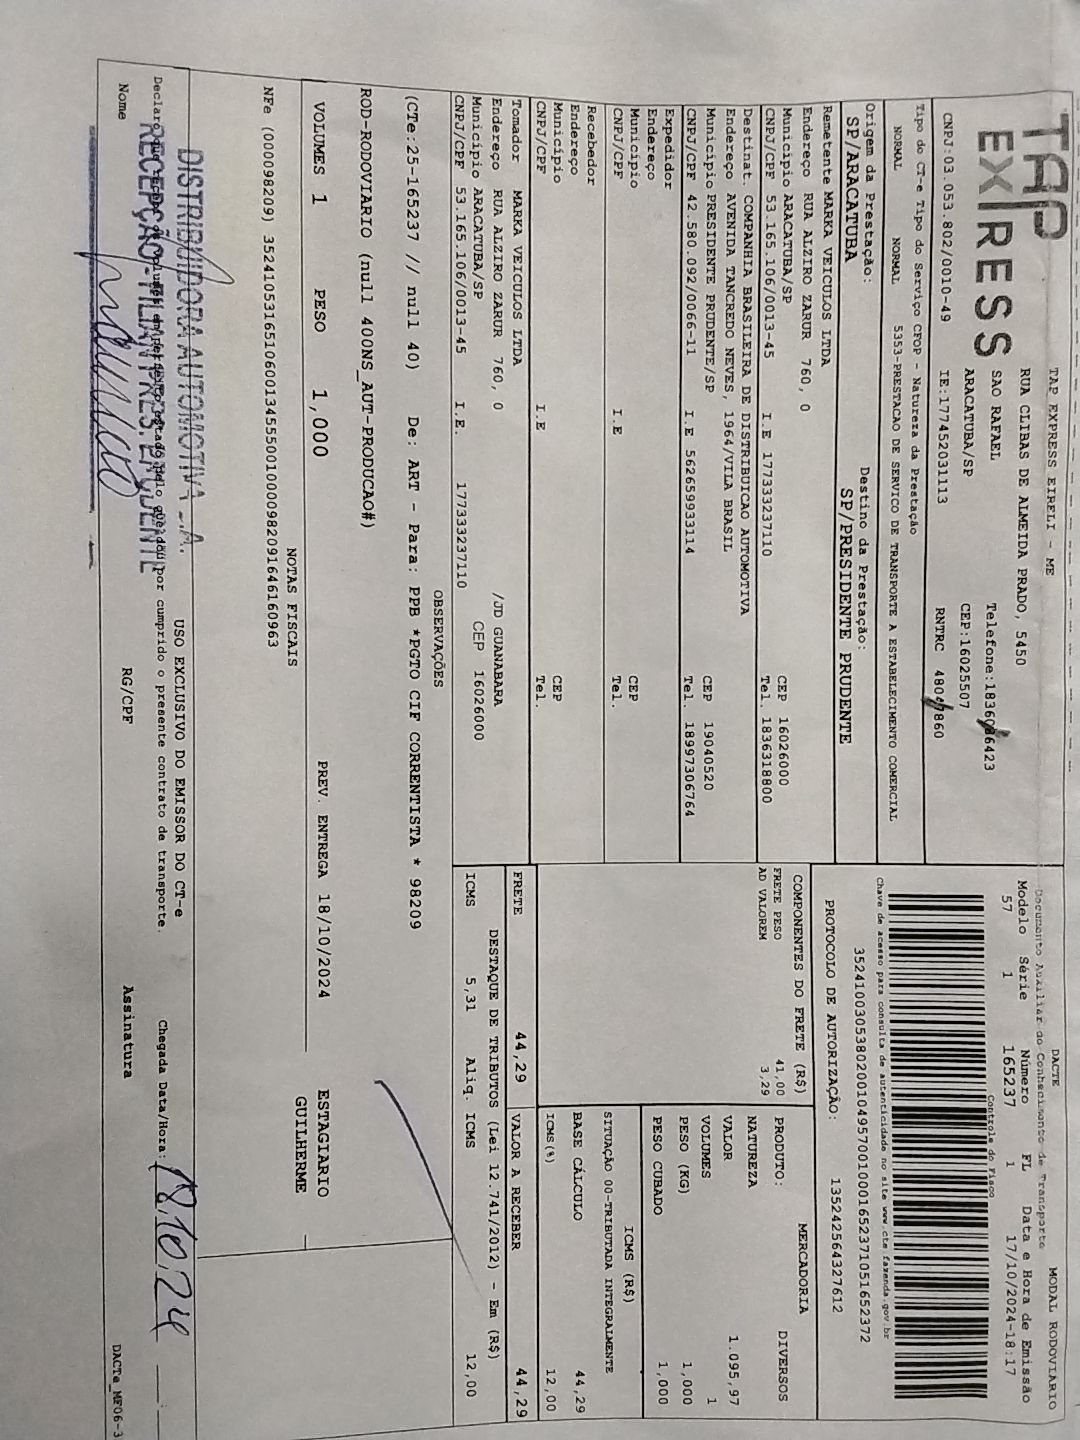 TAP
EXPRESS
TAP EXPRESS EIRELI - ME
RUA CLIBAS DE ALMEIDA PRADO, 5450
SAO RAFAEL
Telefone:1836086423
ARACATUBA/SP
CEP:16025507
CNPJ:03.053.802/0010-49
IE:177452031113
RNTRC 48047860
DACTE
MODAL RODOVIARIO
Documento Auxiliar do Conhecimento de Transporte
Modelo Série Número FL Data e Hora de Emissão
57 1 165237 1 17/10/2024-18:17
Controle do Fisco
Chave de acesso para consulta de autenticidade no site www.cte.fazenda.gov.br
35241003053802001049570010001652371051652372
PROTOCOLO DE AUTORIZAÇÃO: 135242564327612
Tipo do CT-e Tipo do Serviço CFOP - Natureza da Prestação
NORMAL NORMAL 5353-PRESTACAO DE SERVICO DE TRANSPORTE A ESTABELECIMENTO COMERCIAL
Origem da Prestação: Destino da Prestação:
SP/ARACATUBA SP/PRESIDENTE PRUDENTE
Remetente MARKA VEICULOS LTDA
Endereço RUA ALZIRO ZARUR 760, 0
Município ARACATUBA/SP CEP 16026000
CNPJ/CPF 53.165.106/0013-45 I.E 177333237110 Tel. 1836318800
Destinat. COMPANHIA BRASILEIRA DE DISTRIBUICAO AUTOMOTIVA
Endereço AVENIDA TANCREDO NEVES, 1964/VILA BRASIL
Município PRESIDENTE PRUDENTE/SP CEP 19040520
CNPJ/CPF 42.580.092/0066-11 I.E 562659933114 Tel. 18997306764
Expedidor
Endereço
Município CEP
CNPJ/CPF I.E Tel.
Recebedor
Endereço
Município CEP
CNPJ/CPF I.E Tel.
Tomador MARKA VEICULOS LTDA
Endereço RUA ALZIRO ZARUR 760, 0 /JD GUANABARA
Município ARACATUBA/SP CEP 16026000
CNPJ/CPF 53.165.106/0013-45 I.E. 177333237110
COMPONENTES DO FRETE (R$)
FRETE PESO 41,00
AD VALOREM 3,29
PRODUTO: MERCADORIA
NATUREZA DIVERSOS
VALOR 1.095,97
VOLUMES 1
PESO (KG) 1,000
PESO CUBADO 1,000
ICMS (R$)
SITUAÇÃO 00-TRIBUTADA INTEGRALMENTE
BASE CÁLCULO 44,29
ICMS(%) 12,00
FRETE 44,29 VALOR A RECEBER 44,29
DESTAQUE DE TRIBUTOS (Lei 12.741/2012) - Em (R$)
ICMS 5,31 Aliq. ICMS 12,00
OBSERVAÇÕES
(CTe:25-165237 // null 40) De: ART - Para: PPB *PGTO CIF CORRENTISTA * 98209
ROD-RODOVIARIO (null 400NS_AUT-PRODUCAO#)
VOLUMES 1 PESO 1,000 PREV. ENTREGA 18/10/2024
ESTAGIARIO
GUILHERME
NOTAS FISCAIS
NFe (000098209) 35241053165106001345550010000982091646160963
USO EXCLUSIVO DO EMISSOR DO CT-e
DISTRIBUIDORA AUTOMOTIVA
RECEPÇÃO-FILIAL PRES. PRUDENTE
por cumprido o presente contrato de transporte.
Chegada Data/Hora: 18.10.24
Nome RG/CPF Assinatura
DACTe_MF06-3